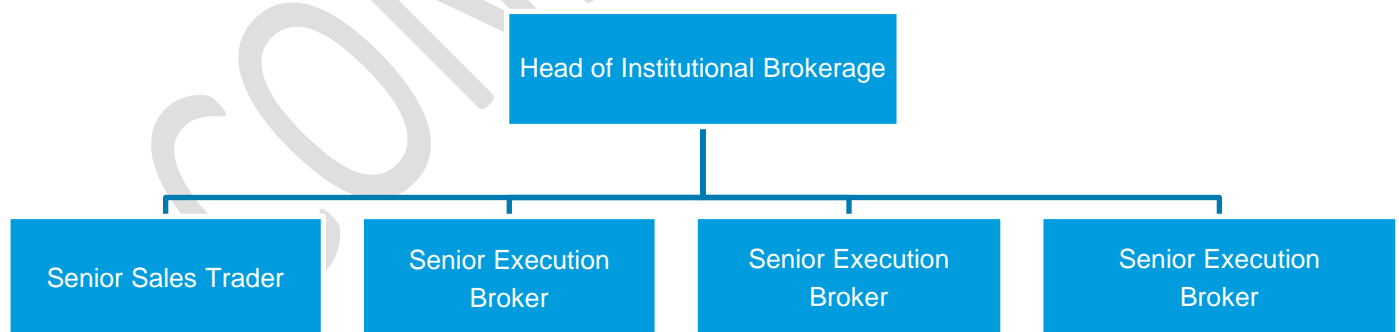 Head of Institutional Brokerage
Senior Sales Trader
Senior Execution
Broker
Senior Execution
Broker
Senior Execution
Broker